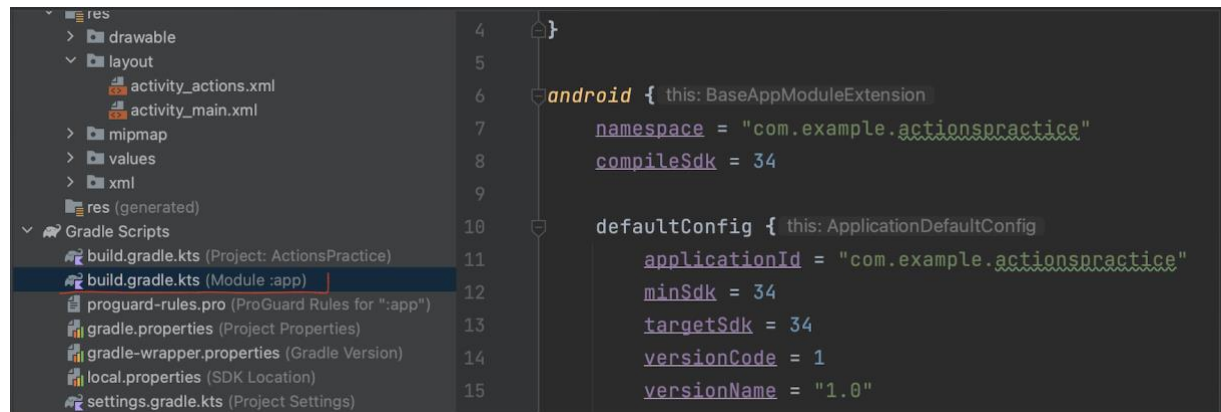 res
drawable
layout
activity_actions.xml
activity_main.xml
mipmap
values
xml
res (generated)
Gradle Scripts
build.gradle.kts (Project: ActionsPractice)
build.gradle.kts (Module :app)
proguard-rules.pro (ProGuard Rules for ":app")
gradle.properties (Project Properties)
gradle-wrapper.properties (Gradle Version)
local.properties (SDK Location)
settings.gradle.kts (Project Settings)
4 }
5
6 android { this: BaseAppModuleExtension
7 namespace = "com.example.actionspractice"
8 compileSdk = 34
9
10 defaultConfig { this: ApplicationDefaultConfig
11 applicationId = "com.example.actionspractice"
12 minSdk = 34
13 targetSdk = 34
14 versionCode = 1
15 versionName = "1.0"